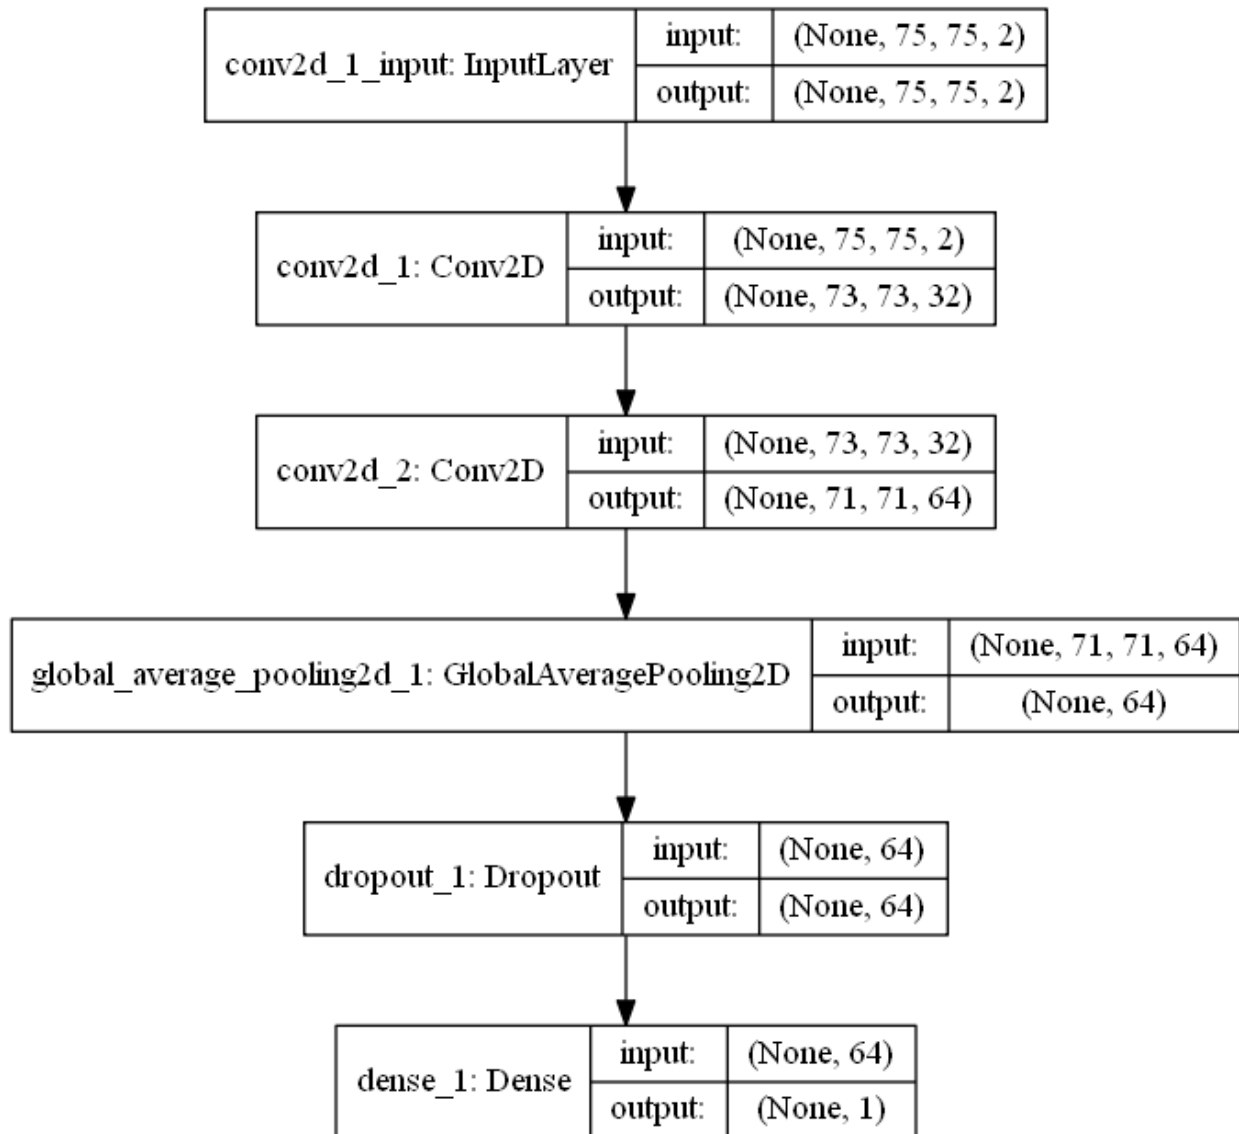 conv2d_1_input: InputLayer
input: (None, 75, 75, 2)
output: (None, 75, 75, 2)
conv2d_1: Conv2D
input: (None, 75, 75, 2)
output: (None, 73, 73, 32)
conv2d_2: Conv2D
input: (None, 73, 73, 32)
output: (None, 71, 71, 64)
global_average_pooling2d_1: GlobalAveragePooling2D
input: (None, 71, 71, 64)
output: (None, 64)
dropout_1: Dropout
input: (None, 64)
output: (None, 64)
dense_1: Dense
input: (None, 64)
output: (None, 1)